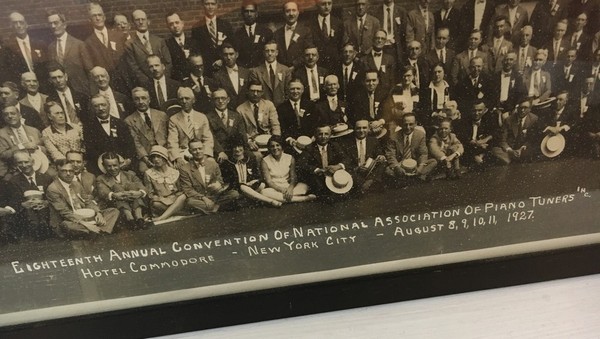 Eighteenth Annual Convention Of National Association Of Piano Tuners Inc.
Hotel Commodore - New York City - August 8, 9, 10, 11, 1927.